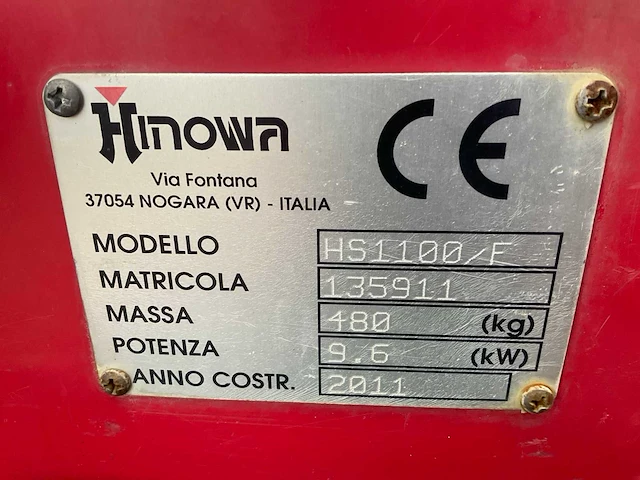 HINOWA
CE
Via Fontana
37054 NOGARA (VR) - ITALIA
MODELLO HS1100/F
MATRICOLA 135911
MASSA 480 (kg)
POTENZA 9.6 (kW)
ANNO COSTR. 2011